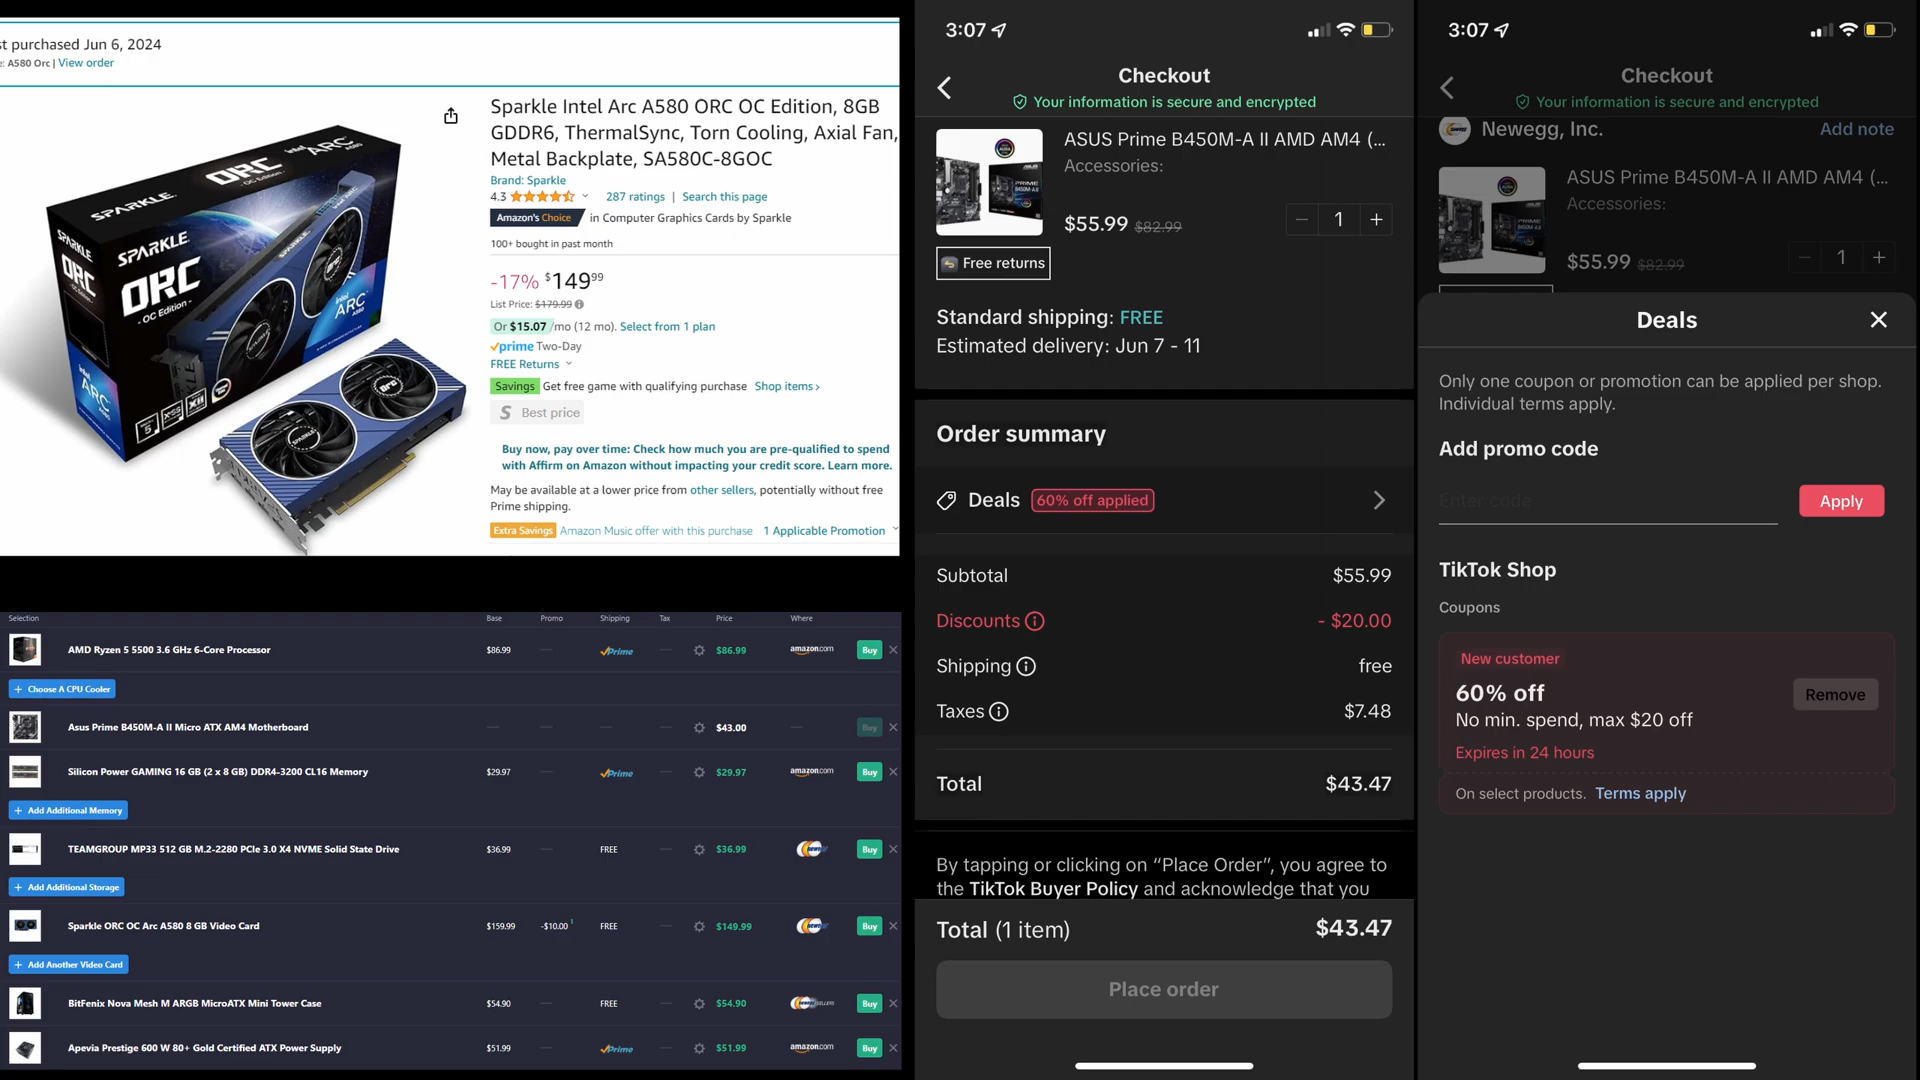 st purchased Jun 6, 2024
e: A580 Orc | View order
SPARKLE
ORC
OC Edition
intel ARC A580
SPARKLE
ORC
SPARKLE.
ORC
- OC Edition -
intel ARC A580
Sparkle Intel Arc A580 ORC OC Edition, 8GB
GDDR6, ThermalSync, Torn Cooling, Axial Fan,
Metal Backplate, SA580C-8GOC
Brand: Sparkle
4.3 287 ratings | Search this page
Amazon's Choice in Computer Graphics Cards by Sparkle
100+ bought in past month
-17% $149 99
List Price: $179.99
Or $15.07 /mo (12 mo). Select from 1 plan
prime Two-Day
FREE Returns
Savings Get free game with qualifying purchase Shop items ›
S Best price
Buy now, pay over time: Check how much you are pre-qualified to spend
with Affirm on Amazon without impacting your credit score. Learn more.
May be available at a lower price from other sellers, potentially without free
Prime shipping.
Extra Savings Amazon Music offer with this purchase 1 Applicable Promotion
Selection Base Promo Shipping Tax Price Where
AMD Ryzen 5 5500 3.6 GHz 6-Core Processor $86.99 — Prime — $86.99 amazon.com Buy
+ Choose A CPU Cooler
Asus Prime B450M-A II Micro ATX AM4 Motherboard — — — — $43.00 — Buy
Silicon Power GAMING 16 GB (2 x 8 GB) DDR4-3200 CL16 Memory $29.97 — Prime — $29.97 amazon.com Buy
+ Add Additional Memory
TEAMGROUP MP33 512 GB M.2-2280 PCIe 3.0 X4 NVME Solid State Drive $36.99 — FREE — $36.99 Buy
+ Add Additional Storage
Sparkle ORC OC Arc A580 8 GB Video Card $159.99 -$10.00 1 FREE — $149.99 Buy
+ Add Another Video Card
BitFenix Nova Mesh M ARGB MicroATX Mini Tower Case $54.90 — FREE — $54.90 Buy
Apevia Prestige 600 W 80+ Gold Certified ATX Power Supply $51.99 — Prime — $51.99 amazon.com Buy
3:07
Checkout
Your information is secure and encrypted
ASUS Prime B450M-A II AMD AM4 (...
Accessories:
$55.99 $82.99
− 1 +
Free returns
Standard shipping: FREE
Estimated delivery: Jun 7 - 11
Order summary
Deals 60% off applied
Subtotal $55.99
Discounts - $20.00
Shipping free
Taxes $7.48
Total $43.47
By tapping or clicking on “Place Order”, you agree to
the TikTok Buyer Policy and acknowledge that you
Total (1 item) $43.47
Place order
3:07
Checkout
Your information is secure and encrypted
Newegg, Inc. Add note
ASUS Prime B450M-A II AMD AM4 (...
Accessories:
$55.99 $82.99
− 1 +
Deals
Only one coupon or promotion can be applied per shop.
Individual terms apply.
Add promo code
Enter code Apply
TikTok Shop
Coupons
New customer
60% off
No min. spend, max $20 off
Remove
Expires in 24 hours
On select products. Terms apply